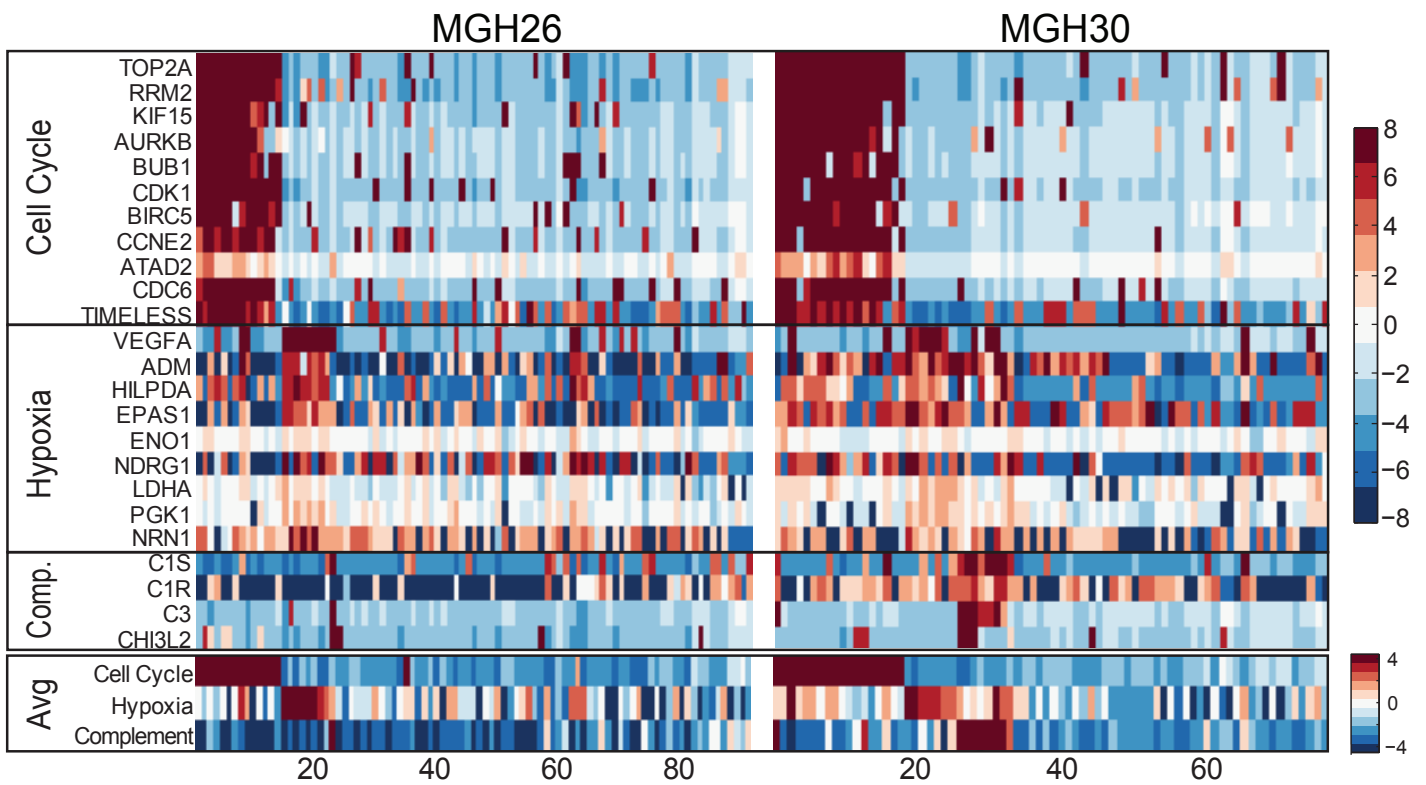 MGH26 MGH30
Cell Cycle
TOP2A
RRM2
KIF15
AURKB
BUB1
CDK1
BIRC5
CCNE2
ATAD2
CDC6
TIMELESS
Hypoxia
VEGFA
ADM
HILPDA
EPAS1
ENO1
NDRG1
LDHA
PGK1
NRN1
Comp.
C1S
C1R
C3
CHI3L2
Avg
Cell Cycle
Hypoxia
Complement
20 40 60 80 20 40 60
8
6
4
2
0
−2
−4
−6
−8
4
0
−4